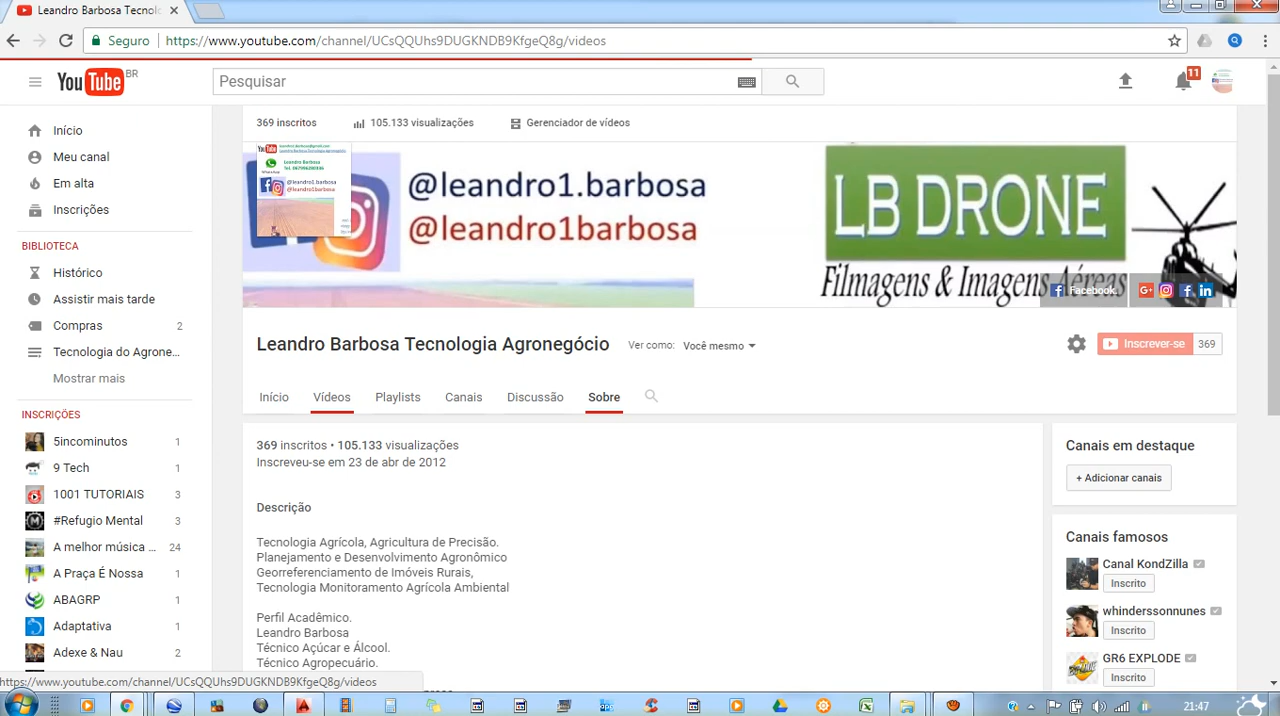 Leandro Barbosa Tecnol
Seguro https://www.youtube.com/channel/UCsQQUhs9DUGKNDB9KfgeQ8g/videos
YouTube BR
Pesquisar
11
369 inscritos 105.133 visualizações Gerenciador de vídeos
@leandro1.barbosa
@leandro1barbosa
LB DRONE
Filmagens & Imagens Aéreas
Facebook.
Leandro Barbosa Tecnologia Agronegócio Ver como: Você mesmo
Inscrever-se 369
Início Vídeos Playlists Canais Discussão Sobre
Início
Meu canal
Em alta
Inscrições
BIBLIOTECA
Histórico
Assistir mais tarde
Compras 2
Tecnologia do Agrone...
Mostrar mais
INSCRIÇÕES
5incominutos 1
9 Tech 1
1001 TUTORIAIS 3
#Refugio Mental 3
A melhor música ... 24
A Praça É Nossa 1
ABAGRP 1
Adaptativa 1
Adexe & Nau 2
369 inscritos • 105.133 visualizações
Inscreveu-se em 23 de abr de 2012
Descrição
Tecnologia Agrícola, Agricultura de Precisão.
Planejamento e Desenvolvimento Agronômico
Georreferenciamento de Imóveis Rurais,
Tecnologia Monitoramento Agrícola Ambiental
Perfil Acadêmico.
Leandro Barbosa
Técnico Açúcar e Álcool.
Técnico Agropecuário.
Canais em destaque
+ Adicionar canais
Canais famosos
Canal KondZilla
Inscrito
whinderssonnunes
Inscrito
GR6 EXPLODE
Inscrito
https://www.youtube.com/channel/UCsQQUhs9DUGKNDB9KfgeQ8g/videos
21:47